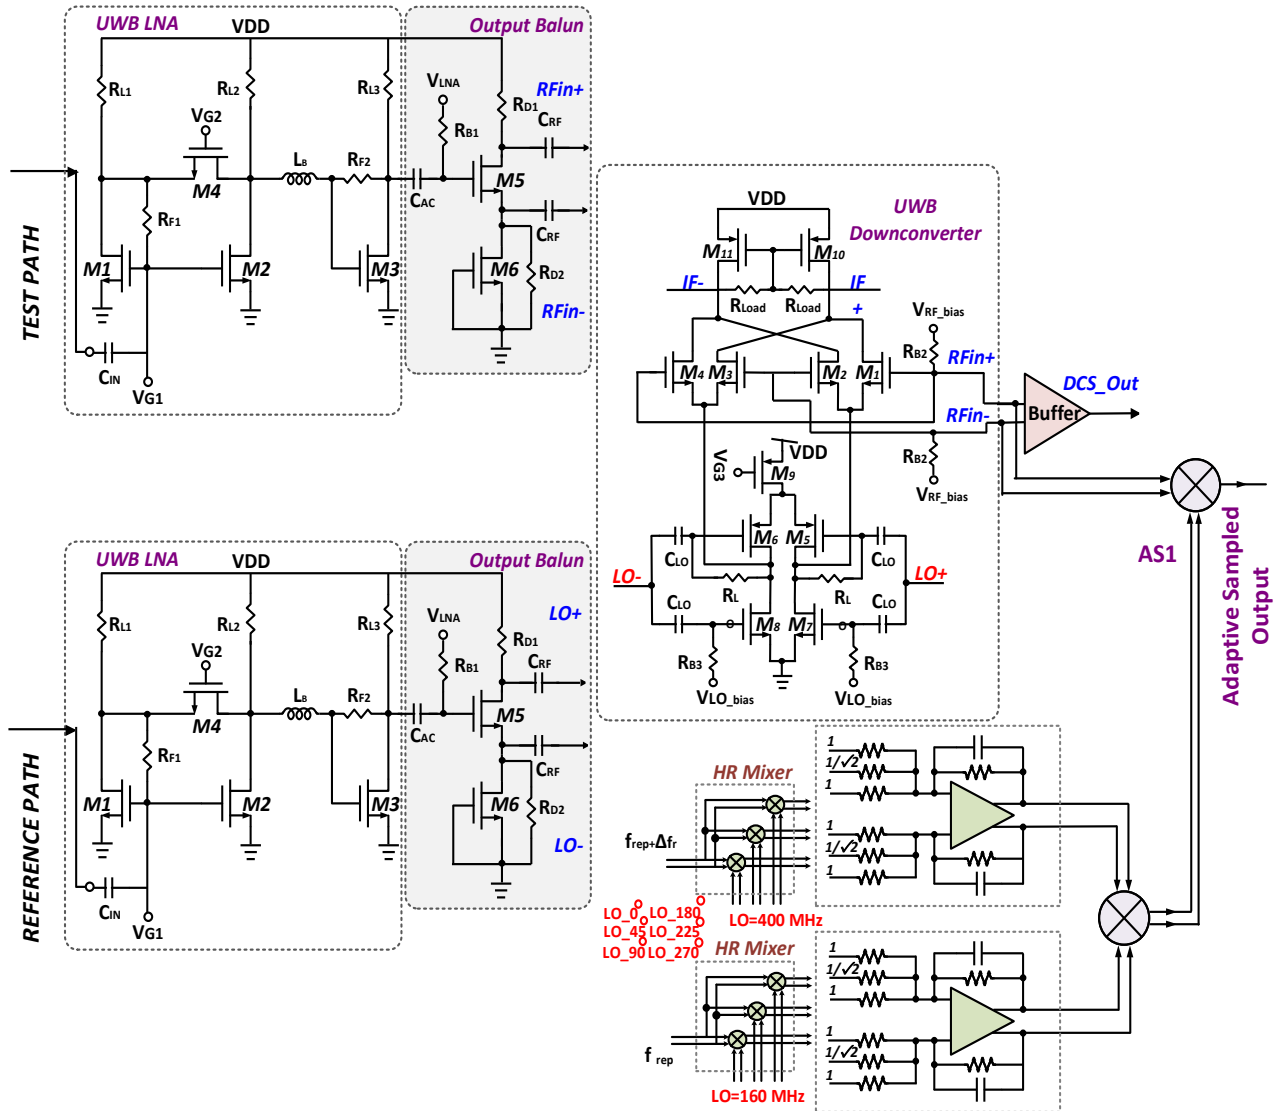 UWB LNA
VDD
Output Balun
RL1
RL2
RL3
VG2
M4
LB
RF2
RF1
CAC
VLNA
RB1
RD1
RFin+
CRF
M5
CRF
M6
RD2
RFin-
M1
M2
M3
CIN
VG1
TEST PATH
UWB LNA
VDD
Output Balun
RL1
RL2
RL3
VG2
M4
LB
RF2
RF1
CAC
VLNA
RB1
RD1
LO+
CRF
M5
CRF
M6
RD2
LO-
M1
M2
M3
CIN
VG1
REFERENCE PATH
VDD
UWB
Downconverter
M11
M10
IF-
IF
+
RLoad
RLoad
VRF_bias
RB2
RFin+
M4
M3
M2
M1
RFin-
RB2
VRF_bias
Buffer
DCS_Out
VG3
VDD
M9
M6
M5
CLO
CLO
LO-
LO+
RL
RL
CLO
CLO
M8
M7
RB3
RB3
VLO_bias
VLO_bias
AS1
Adaptive Sampled
Output
HR Mixer
frep+Δfr
LO=400 MHz
LO_0 LO_180
LO_45 LO_225
LO_90 LO_270
1
1/√2
1
1
1/√2
1
HR Mixer
f rep
LO=160 MHz
1
1/√2
1
1
1/√2
1